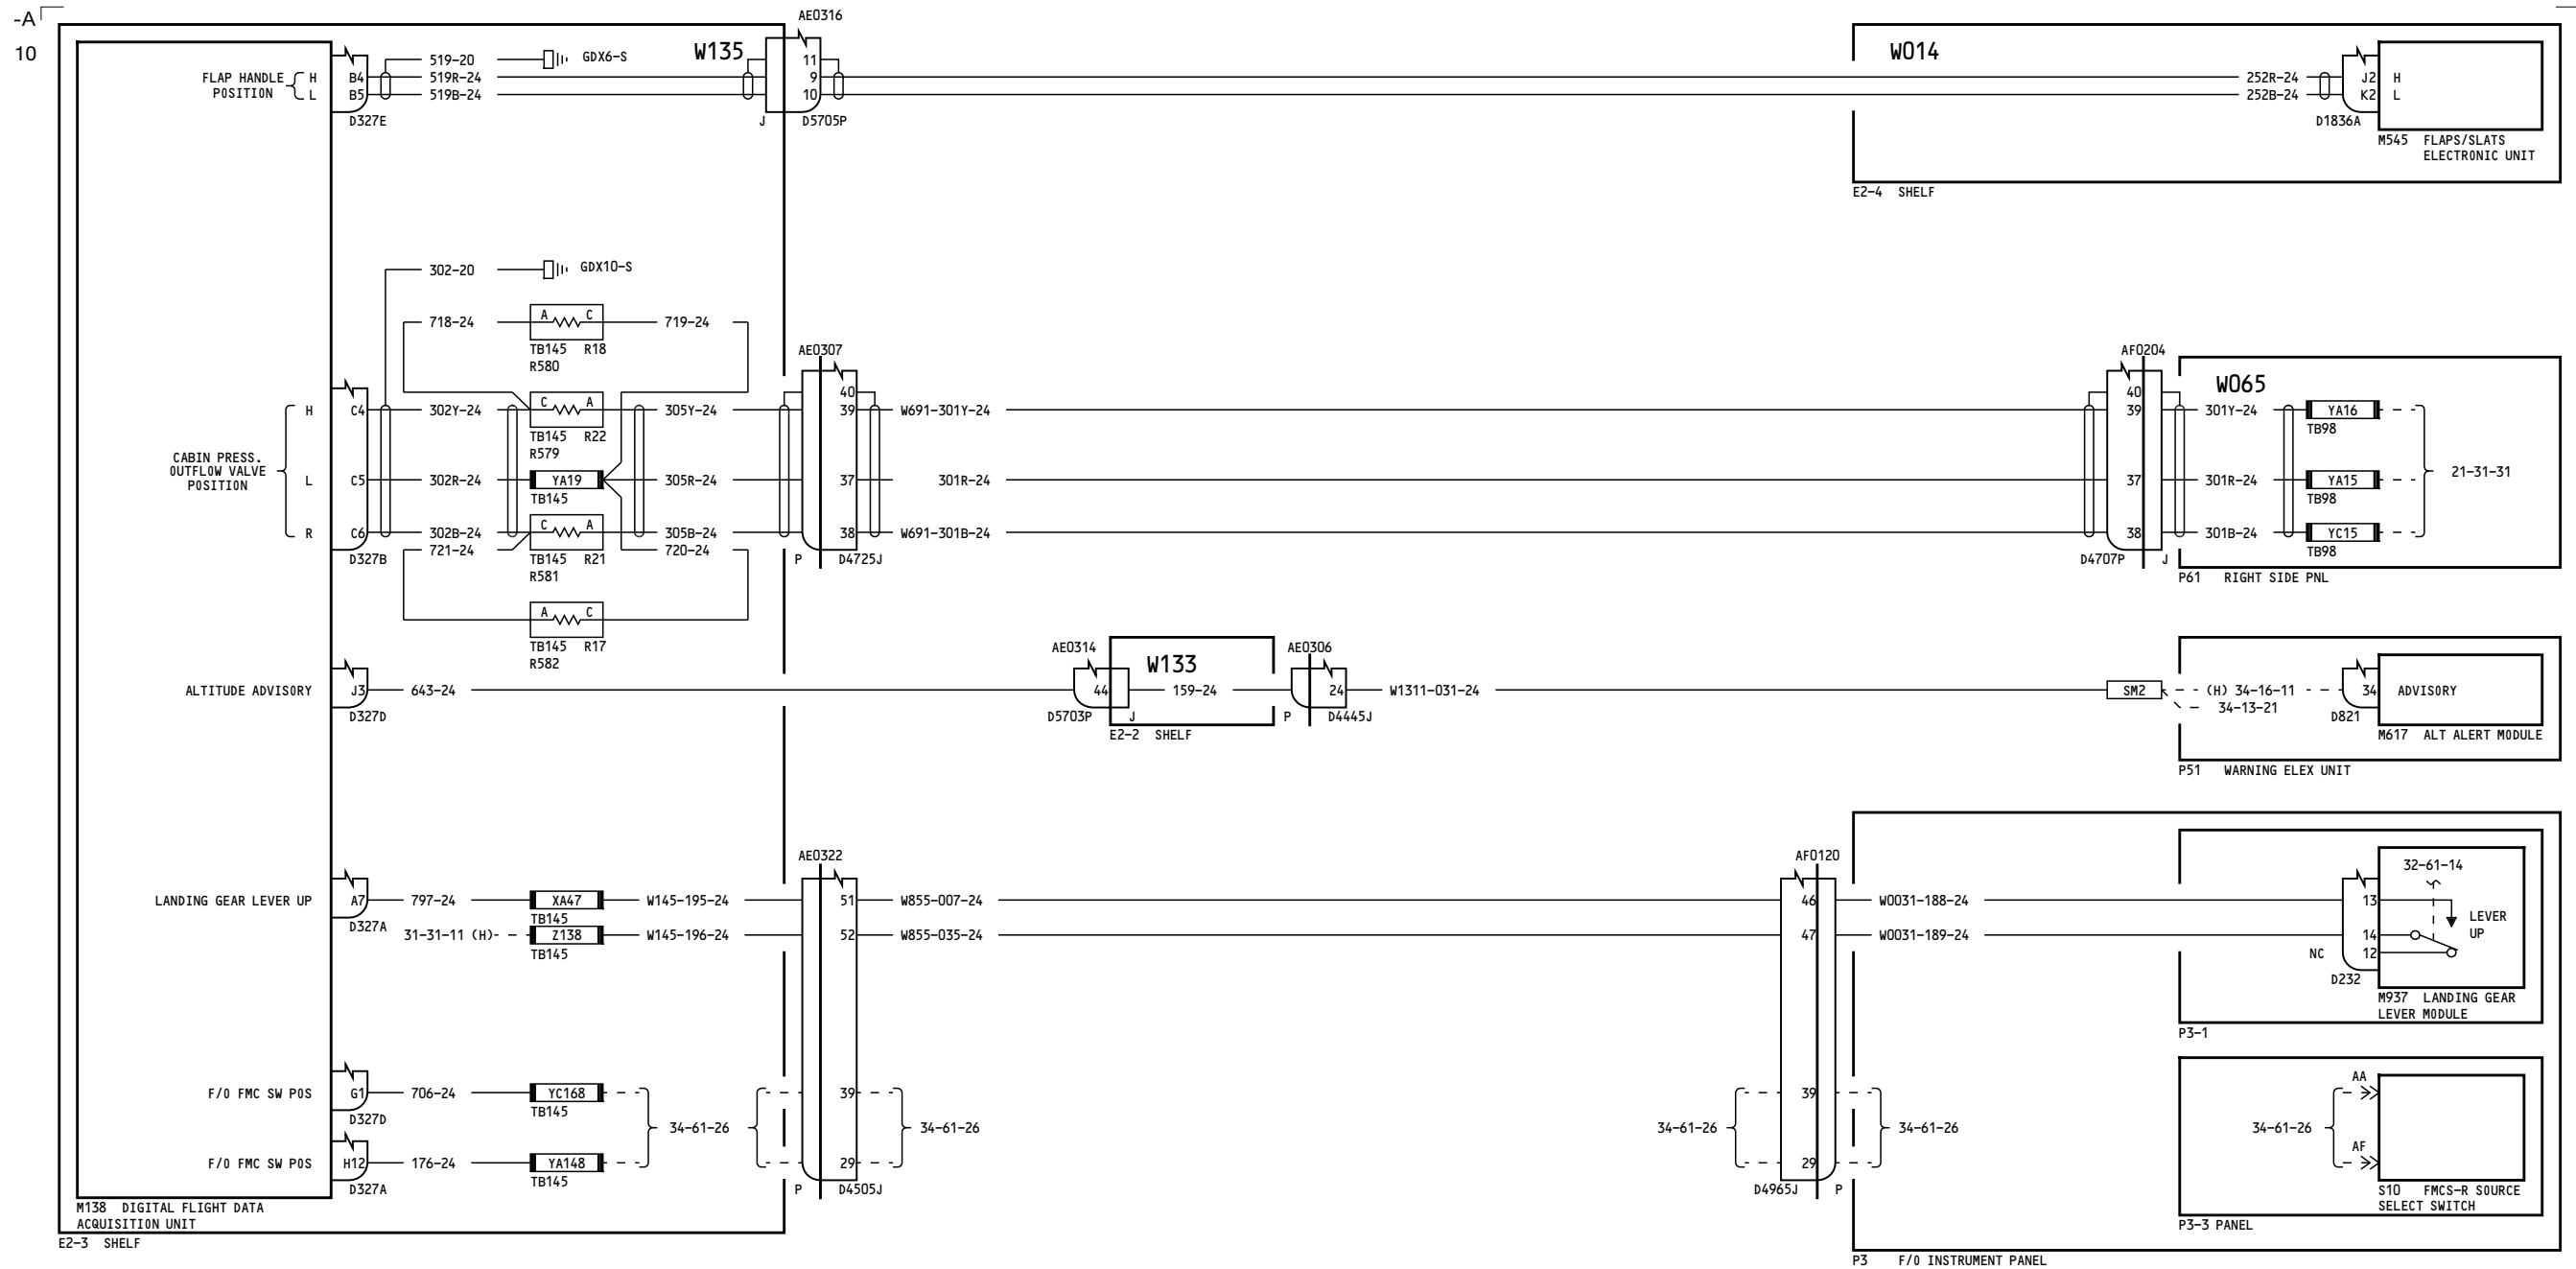 -A
10
AE0316
W135
W014
519-20
GDX6-S
11
FLAP HANDLE
POSITION
H
B4
519R-24
9
252R-24
J2
H
L
B5
519B-24
10
252B-24
K2
L
D327E
J
D5705P
D1836A
M545 FLAPS/SLATS
ELECTRONIC UNIT
E2-4 SHELF
302-20
GDX10-S
718-24
A
C
719-24
TB145 R18
R580
AE0307
AF0204
W065
40
40
H
C4
302Y-24
C
A
305Y-24
39
W691-301Y-24
39
301Y-24
YA16
TB98
TB145 R22
R579
CABIN PRESS.
OUTFLOW VALVE
POSITION
L
C5
302R-24
YA19
TB145
305R-24
37
301R-24
37
301R-24
YA15
TB98
21-31-31
R
C6
302B-24
C
A
305B-24
38
W691-301B-24
38
301B-24
YC15
TB98
721-24
720-24
D327B
TB145 R21
R581
P
D4725J
D4707P
J
P61 RIGHT SIDE PNL
A
C
TB145 R17
R582
AE0314
W133
AE0306
ALTITUDE ADVISORY
J3
643-24
44
159-24
24
W1311-031-24
SM2
(H) 34-16-11
34
ADVISORY
34-13-21
D327D
D5703P
J
P
D4445J
D821
E2-2 SHELF
M617 ALT ALERT MODULE
P51 WARNING ELEX UNIT
AE0322
AF0120
32-61-14
LANDING GEAR LEVER UP
A7
797-24
XA47
TB145
W145-195-24
51
W855-007-24
46
W0031-188-24
13
LEVER
UP
D327A
31-31-11 (H)
Z138
TB145
W145-196-24
52
W855-035-24
47
W0031-189-24
14
NC
12
D232
M937 LANDING GEAR
LEVER MODULE
P3-1
F/O FMC SW POS
G1
706-24
YC168
TB145
39
39
AA
D327D
34-61-26
34-61-26
34-61-26
34-61-26
34-61-26
F/O FMC SW POS
H12
176-24
YA148
TB145
29
29
AF
D327A
P
D4505J
D4965J
P
S10 FMCS-R SOURCE
SELECT SWITCH
M138 DIGITAL FLIGHT DATA
ACQUISITION UNIT
P3-3 PANEL
E2-3 SHELF
P3 F/O INSTRUMENT PANEL